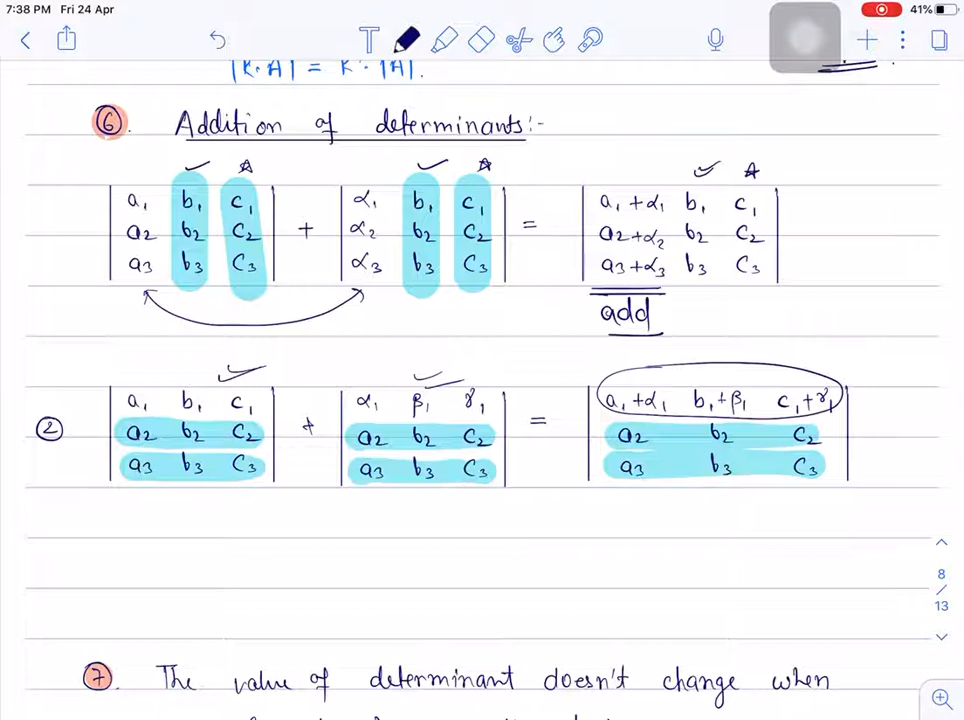 7:38 PM Fri 24 Apr
41%
|K·A| = K · |A|.
6. Addition of determinants:-
| a1 b1 c1 | + | α1 b1 c1 | = | a1+α1 b1 c1 |
| a2 b2 c2 | | α2 b2 c2 | | a2+α2 b2 c2 |
| a3 b3 c3 | | α3 b3 c3 | | a3+α3 b3 c3 |
add
2 | a1 b1 c1 | + | α1 β1 γ1 | = | a1+α1 b1+β1 c1+γ1 |
| a2 b2 c2 | | a2 b2 c2 | | a2 b2 c2 |
| a3 b3 c3 | | a3 b3 c3 | | a3 b3 c3 |
8
/
13
7. The value of determinant doesn't change when